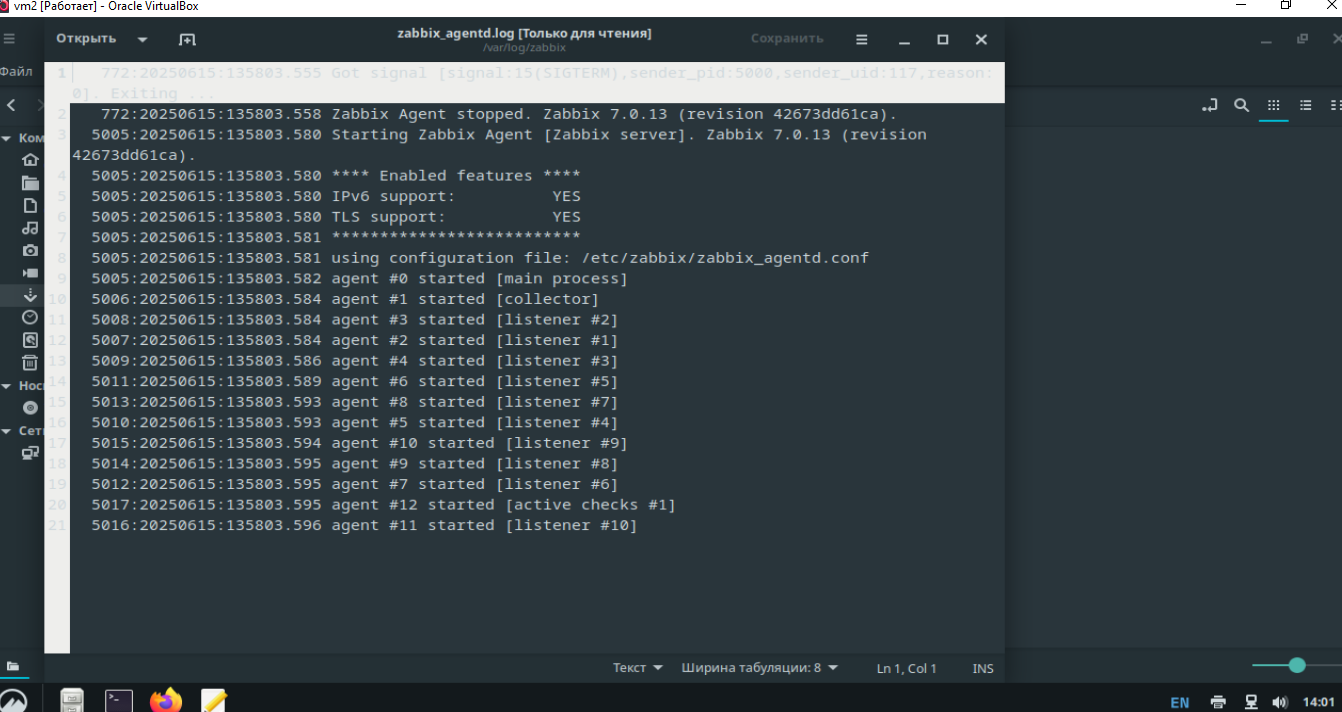 vm2 [Работает] - Oracle VirtualBox
Открыть
zabbix_agentd.log [Только для чтения]
/var/log/zabbix
Сохранить
Файл
1 772:20250615:135803.555 Got signal [signal:15(SIGTERM),sender_pid:5000,sender_uid:117,reason:
0]. Exiting ...
2 772:20250615:135803.558 Zabbix Agent stopped. Zabbix 7.0.13 (revision 42673dd61ca).
3 5005:20250615:135803.580 Starting Zabbix Agent [Zabbix server]. Zabbix 7.0.13 (revision
42673dd61ca).
4 5005:20250615:135803.580 **** Enabled features ****
5 5005:20250615:135803.580 IPv6 support: YES
6 5005:20250615:135803.580 TLS support: YES
7 5005:20250615:135803.581 **************************
8 5005:20250615:135803.581 using configuration file: /etc/zabbix/zabbix_agentd.conf
9 5005:20250615:135803.582 agent #0 started [main process]
10 5006:20250615:135803.584 agent #1 started [collector]
11 5008:20250615:135803.584 agent #3 started [listener #2]
12 5007:20250615:135803.584 agent #2 started [listener #1]
13 5009:20250615:135803.586 agent #4 started [listener #3]
14 5011:20250615:135803.589 agent #6 started [listener #5]
15 5013:20250615:135803.593 agent #8 started [listener #7]
16 5010:20250615:135803.593 agent #5 started [listener #4]
17 5015:20250615:135803.594 agent #10 started [listener #9]
18 5014:20250615:135803.595 agent #9 started [listener #8]
19 5012:20250615:135803.595 agent #7 started [listener #6]
20 5017:20250615:135803.595 agent #12 started [active checks #1]
21 5016:20250615:135803.596 agent #11 started [listener #10]
Ком
Нос
Сет
Текст
Ширина табуляции: 8
Ln 1, Col 1
INS
EN
14:01